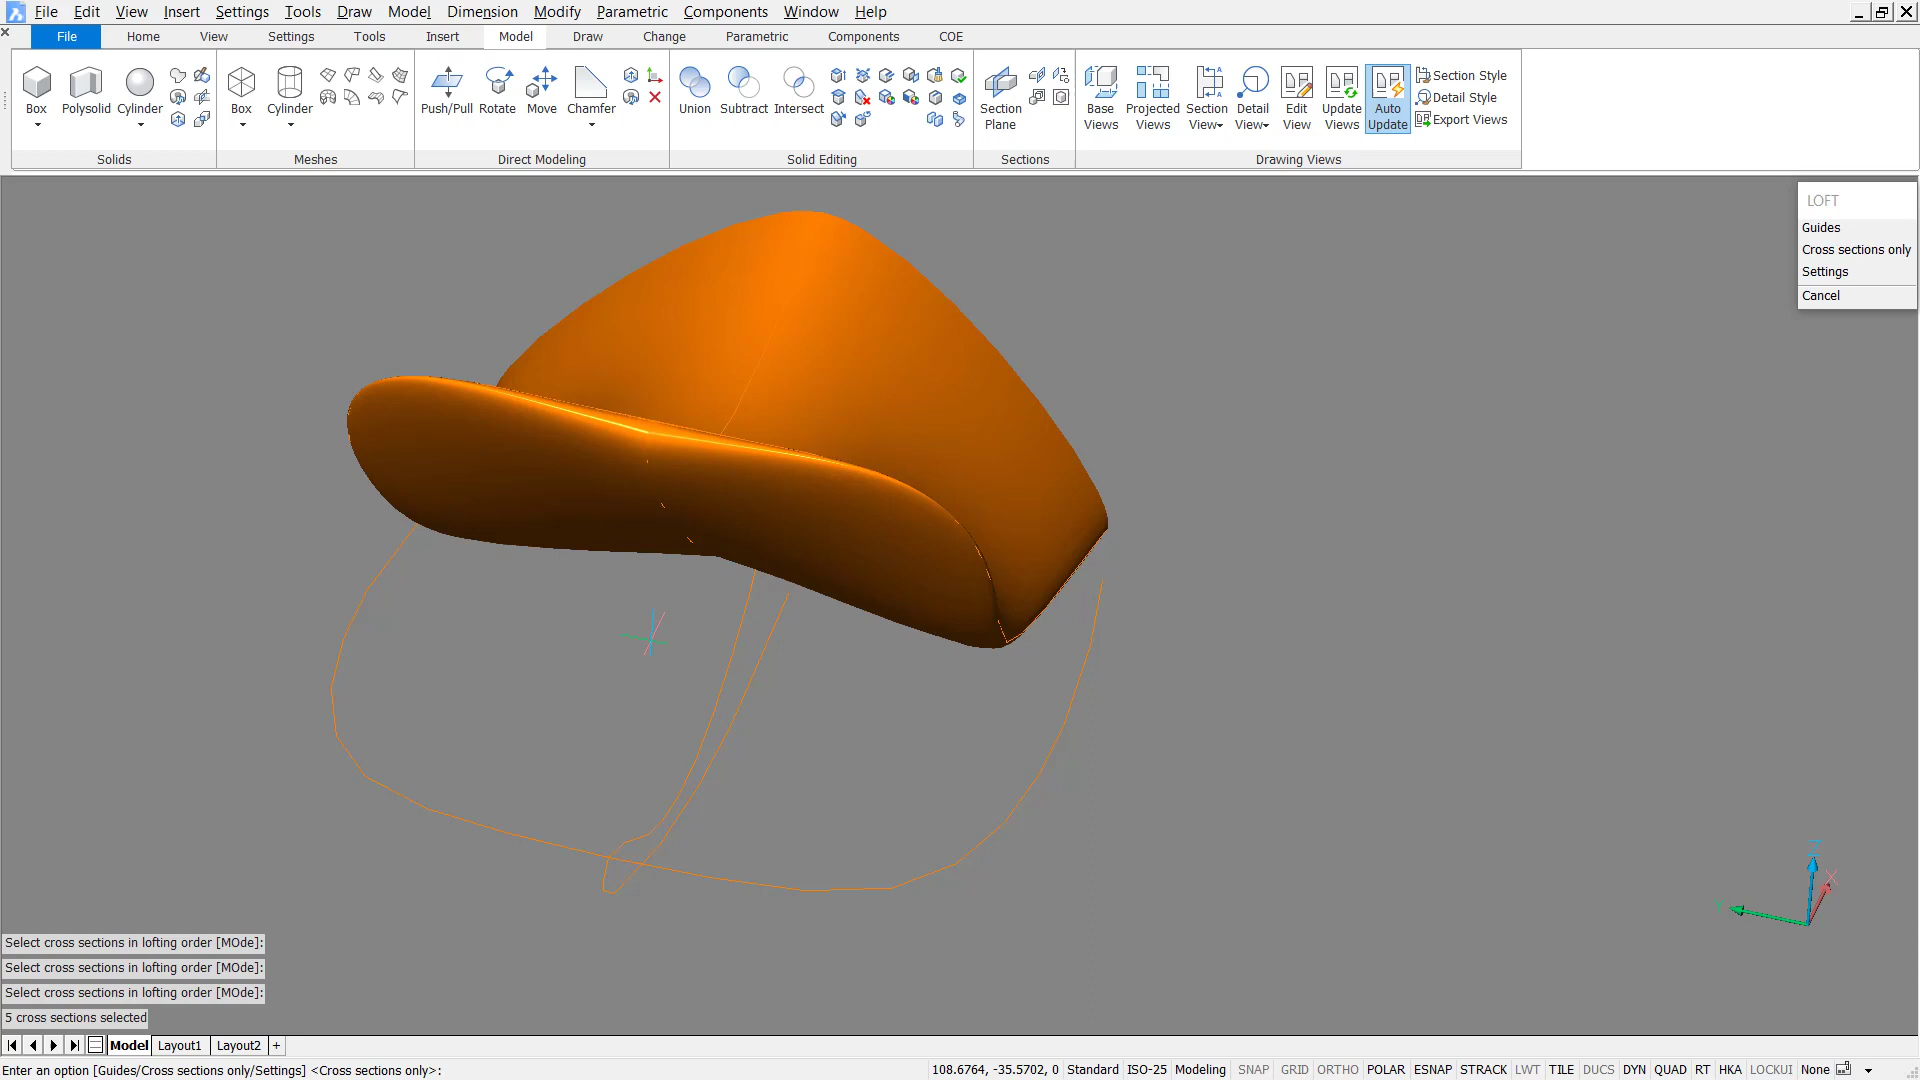 File Edit View Insert Settings Tools Draw Model Dimension Modify Parametric Components Window Help
File Home View Settings Tools Insert Model Draw Change Parametric Components COE
Box Polysolid Cylinder Box Cylinder Push/Pull Rotate Move Chamfer Union Subtract Intersect Section Plane Base Views Projected Views Section View Detail View Edit View Update Views Auto Update
Section Style
Detail Style
Export Views
Solids Meshes Direct Modeling Solid Editing Sections Drawing Views
LOFT
Guides
Cross sections only
Settings
Cancel
Z
X
Y
Select cross sections in lofting order [MOde]:
Select cross sections in lofting order [MOde]:
Select cross sections in lofting order [MOde]:
5 cross sections selected
Model Layout1 Layout2 +
Enter an option [Guides/Cross sections only/Settings] <Cross sections only>: 108.6764, -35.5702, 0 Standard ISO-25 Modeling SNAP GRID ORTHO POLAR ESNAP STRACK LWT TILE DUCS DYN QUAD RT HKA LOCKUI None